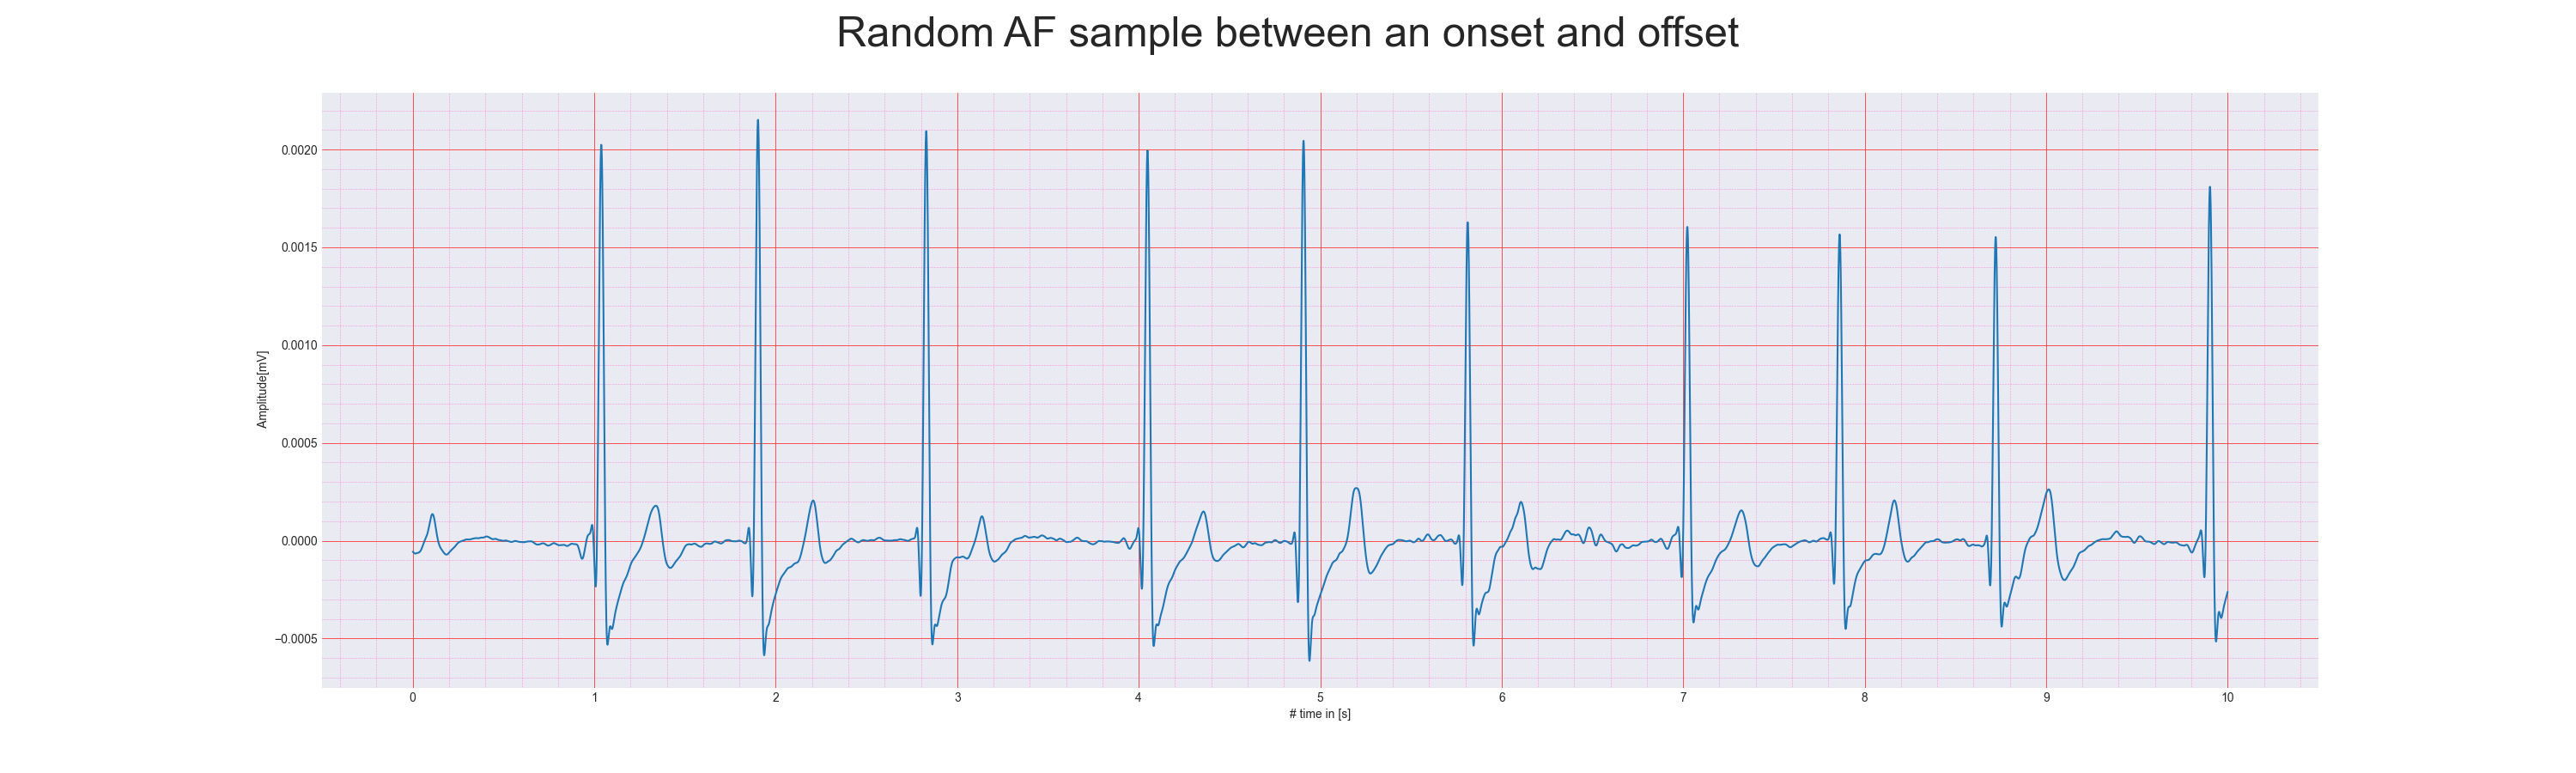 Random AF sample between an onset and offset
0.0020
0.0015
0.0010
0.0005
0.0000
−0.0005
Amplitude[mV]
0 1 2 3 4 5 6 7 8 9 10
# time in [s]